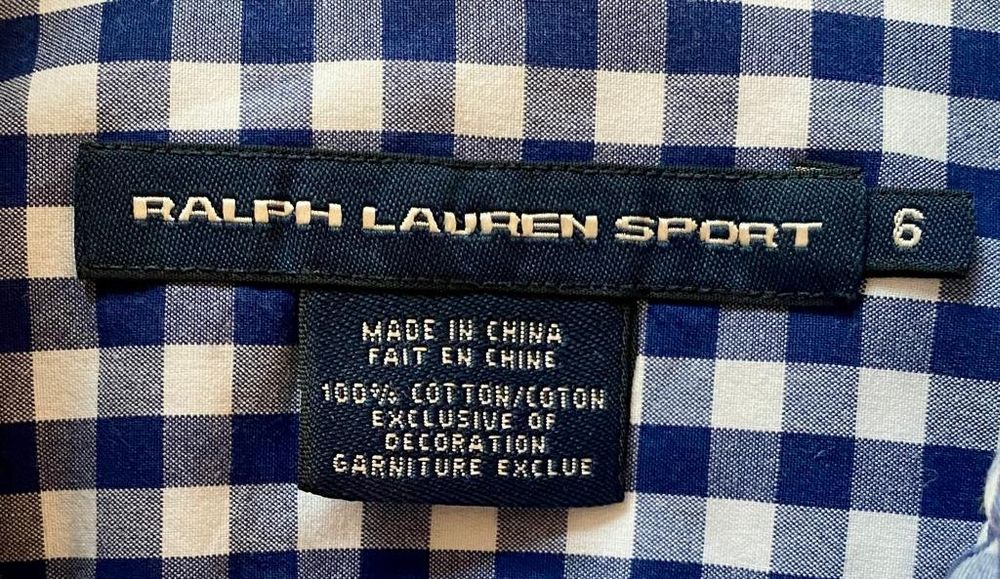 RALPH LAUREN SPORT
6
MADE IN CHINA
FAIT EN CHINE
100% COTTON/COTON
EXCLUSIVE OF
DECORATION
GARNITURE EXCLUE